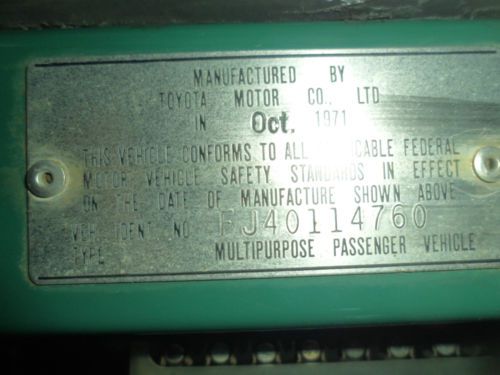 MANUFACTURED BY
TOYOTA MOTOR CO., LTD
IN Oct. 1971
THIS VEHICLE CONFORMS TO ALL APPLICABLE FEDERAL
MOTOR VEHICLE SAFETY STANDARDS IN EFFECT
ON THE DATE OF MANUFACTURE SHOWN ABOVE
VEH. IDENT. NO. FJ40114760
TYPE MULTIPURPOSE PASSENGER VEHICLE